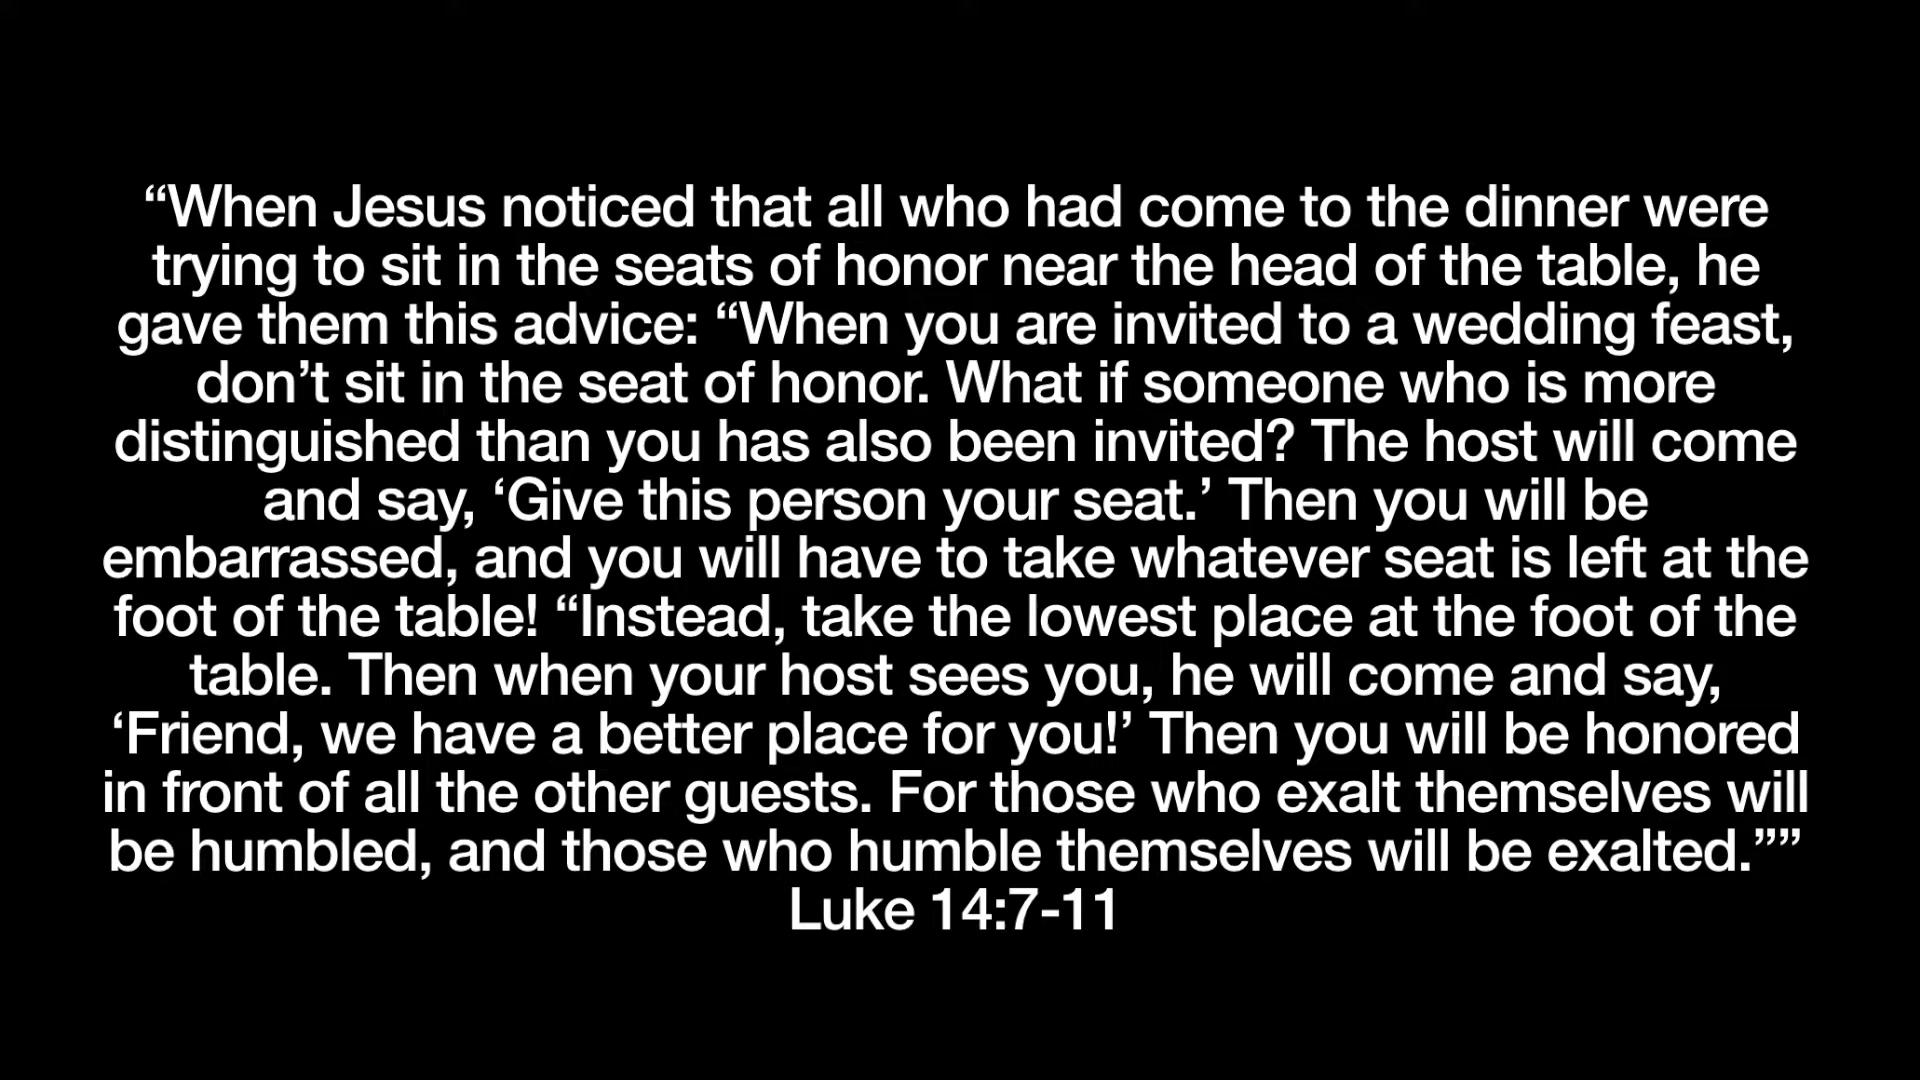 “When Jesus noticed that all who had come to the dinner were
trying to sit in the seats of honor near the head of the table, he
gave them this advice: “When you are invited to a wedding feast,
don’t sit in the seat of honor. What if someone who is more
distinguished than you has also been invited? The host will come
and say, ‘Give this person your seat.’ Then you will be
embarrassed, and you will have to take whatever seat is left at the
foot of the table! “Instead, take the lowest place at the foot of the
table. Then when your host sees you, he will come and say,
‘Friend, we have a better place for you!’ Then you will be honored
in front of all the other guests. For those who exalt themselves will
be humbled, and those who humble themselves will be exalted.””
Luke 14:7-11